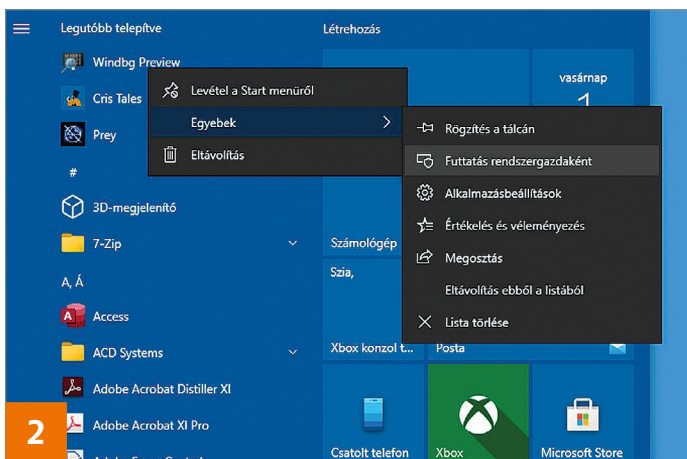 Legutóbb telepítve
Windbg Preview
Cris Tales
Prey
#
3D-megjelenítő
7-Zip
A, Á
Access
ACD Systems
Adobe Acrobat Distiller XI
Adobe Acrobat XI Pro
2
Levétel a Start menüről
Egyebek
Eltávolítás
Rögzítés a tálcán
Futtatás rendszergazdaként
Alkalmazásbeállítások
Értékelés és véleményezés
Megosztás
Eltávolítás ebből a listából
Lista törlése
Létrehozás
vasárnap
1
Számológép
Szia,
Xbox konzol t...
Posta
Csatolt telefon
Xbox
Microsoft Store